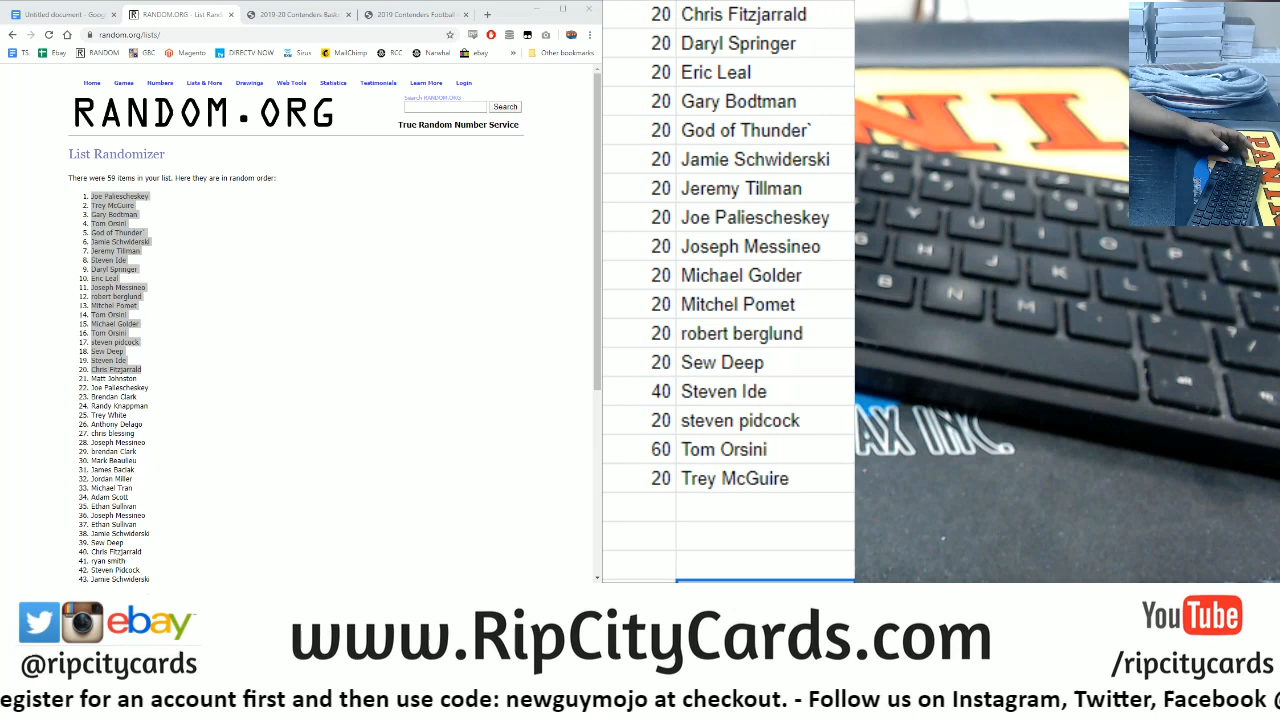 Untitled document - Goog
RANDOM.ORG - List Rand
2019-20 Contenders-Bask
2019 Contenders Football
random.org/lists/
TS
Ebay
RANDOM
GBC
Magento
DIRECTV NOW
Sirus
MailChimp
RCC
Narwhal
ebay
Other bookmarks
Home Games Numbers Lists & More Drawings Web Tools Statistics Testimonials Learn More Login
RANDOM.ORG
Search RANDOM.ORG
Search
True Random Number Service
List Randomizer
There were 59 items in your list. Here they are in random order:
1. Joe Paliescheskey
2. Trey McGuire
3. Gary Bodtman
4. Tom Orsini
5. God of Thunder`
6. Jamie Schwiderski
7. Jeremy Tillman
8. Steven Ide
9. Daryl Springer
10. Eric Leal
11. Joseph Messineo
12. robert berglund
13. Mitchel Pomet
14. Tom Orsini
15. Michael Golder
16. Tom Orsini
17. steven pidcock
18. Sew Deep
19. Steven Ide
20. Chris Fitzjarrald
21. Matt Johnston
22. Joe Paliescheskey
23. Brendan Clark
24. Randy Knappman
25. Trey White
26. Anthony Delago
27. chris blessing
28. Joseph Messineo
29. brendan Clark
30. Mark Beaulieu
31. James Baciak
32. Jordan Miller
33. Michael Tran
34. Adam Scott
35. Ethan Sullivan
36. Joseph Messineo
37. Ethan Sullivan
38. Jamie Schwiderski
39. Sew Deep
40. Chris Fitzjarrald
41. ryan smith
42. Steven Pidcock
43. Jamie Schwiderski
20 Chris Fitzjarrald
20 Daryl Springer
20 Eric Leal
20 Gary Bodtman
20 God of Thunder`
20 Jamie Schwiderski
20 Jeremy Tillman
20 Joe Paliescheskey
20 Joseph Messineo
20 Michael Golder
20 Mitchel Pomet
20 robert berglund
20 Sew Deep
40 Steven Ide
20 steven pidcock
60 Tom Orsini
20 Trey McGuire
PANIN
Y U I
G H J K L
B N M
AX INC.
ebay
@ripcitycards
www.RipCityCards.com
YouTube
/ripcitycards
egister for an account first and then use code: newguymojo at checkout. - Follow us on Instagram, Twitter, Facebook @